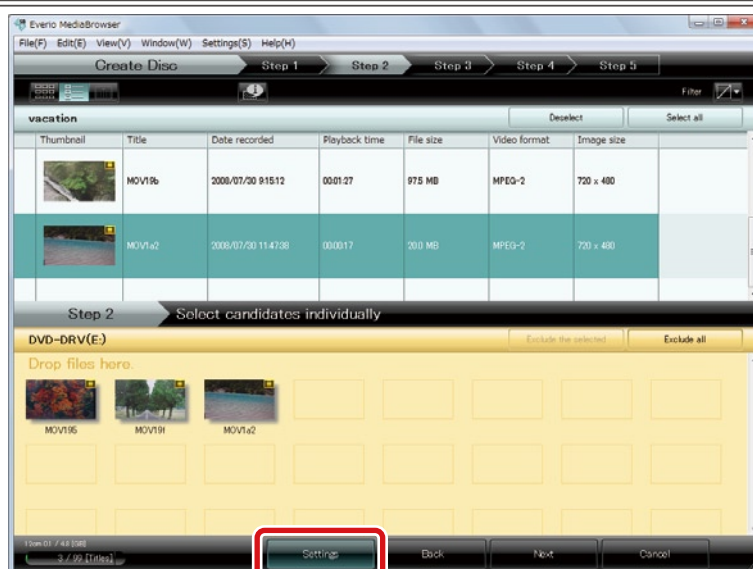 Everio MediaBrowser
File(F) Edit(E) View(V) Window(W) Settings(S) Help(H)
Create Disc Step 1 Step 2 Step 3 Step 4 Step 5
Filter
vacation Deselect Select all
Thumbnail Title Date recorded Playback time File size Video format Image size
MOV19b 2008/07/30 9:15:12 00:01:27 97.5 MB MPEG-2 720 x 480
MOV1a2 2008/07/30 11:47:38 00:00:17 20.0 MB MPEG-2 720 x 480
Step 2 Select candidates individually
DVD-DRV(E:) Exclude the selected Exclude all
Drop files here.
MOV195 MOV19f MOV1a2
3 / 99 [Titles] Settings Back Next Cancel